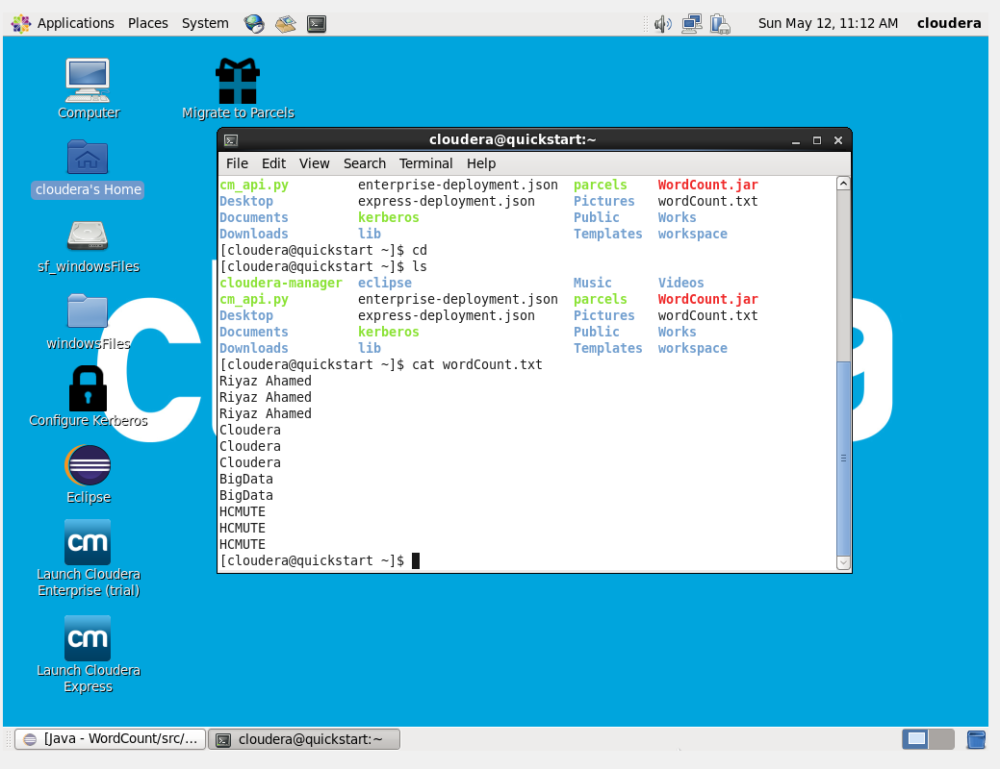 Applications Places System Sun May 12, 11:12 AM cloudera
Computer
Migrate to Parcels
cloudera's Home
sf_windowsFiles
windowsFiles
Configure Kerberos
Eclipse
cm
Launch Cloudera
Enterprise (trial)
cm
Launch Cloudera
Express
cloudera@quickstart:~
File Edit View Search Terminal Help
cm_api.py enterprise-deployment.json parcels WordCount.jar
Desktop express-deployment.json Pictures wordCount.txt
Documents kerberos Public Works
Downloads lib Templates workspace
[cloudera@quickstart ~]$ cd
[cloudera@quickstart ~]$ ls
cloudera-manager eclipse Music Videos
cm_api.py enterprise-deployment.json parcels WordCount.jar
Desktop express-deployment.json Pictures wordCount.txt
Documents kerberos Public Works
Downloads lib Templates workspace
[cloudera@quickstart ~]$ cat wordCount.txt
Riyaz Ahamed
Riyaz Ahamed
Riyaz Ahamed
Cloudera
Cloudera
Cloudera
BigData
BigData
HCMUTE
HCMUTE
HCMUTE
[cloudera@quickstart ~]$
[Java - WordCount/src/... cloudera@quickstart:~